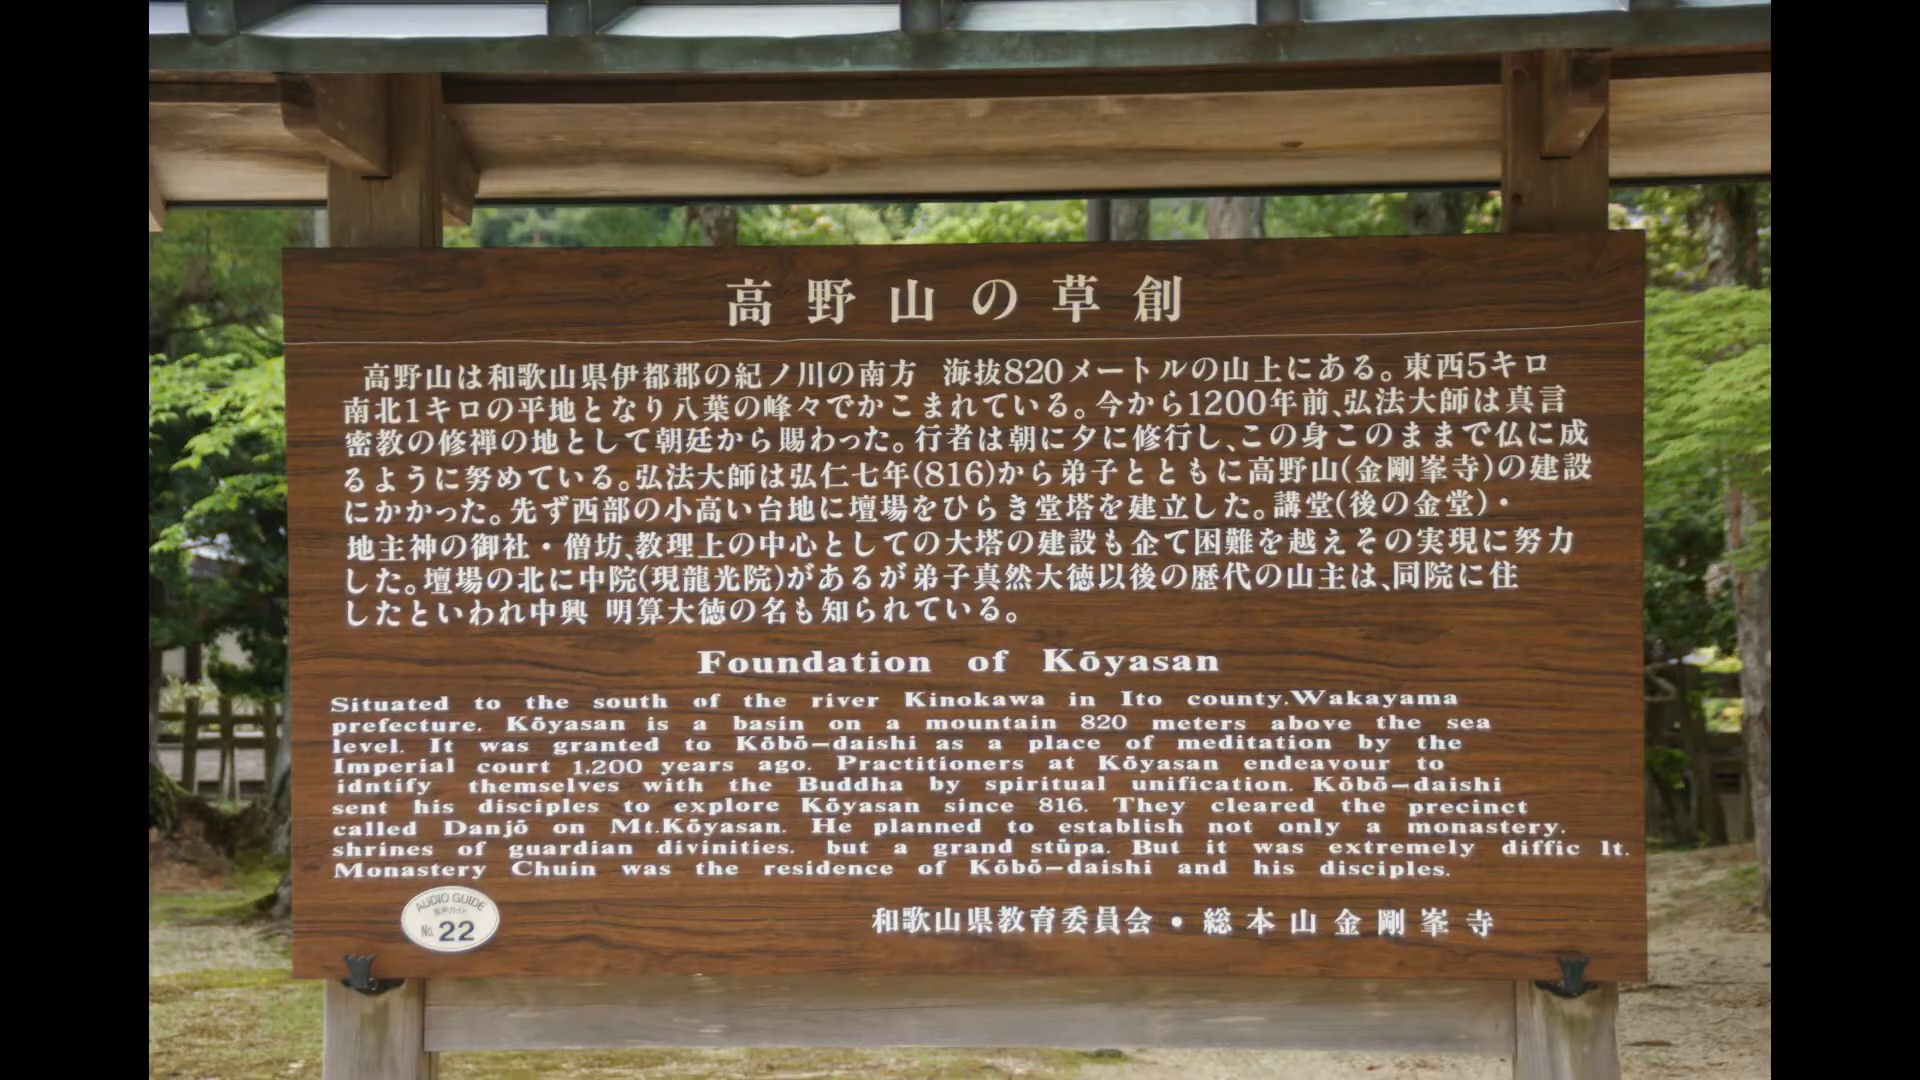 高野山の草創
高野山は和歌山県伊都郡の紀ノ川の南方 海抜820メートルの山上にある。東西5キロ
南北1キロの平地となり八葉の峰々でかこまれている。今から1200年前、弘法大師は真言
密教の修禅の地として朝廷から賜わった。行者は朝に夕に修行し、この身このままで仏に成
るように努めている。弘法大師は弘仁七年(816)から弟子とともに高野山(金剛峯寺)の建設
にかかった。先ず西部の小高い台地に壇場をひらき堂塔を建立した。講堂(後の金堂)・
地主神の御社・僧坊、教理上の中心としての大塔の建設も企て困難を越えその実現に努力
した。壇場の北に中院(現龍光院)があるが弟子真然大徳以後の歴代の山主は、同院に住
したといわれ中興 明算大徳の名も知られている。
Foundation of Kōyasan
Situated to the south of the river Kinokawa in Ito county.Wakayama
prefecture. Kōyasan is a basin on a mountain 820 meters above the sea
level. It was granted to Kōbō–daishi as a place of meditation by the
Imperial court 1,200 years ago. Practitioners at Kōyasan endeavour to
idntify themselves with the Buddha by spiritual unification. Kōbō–daishi
sent his disciples to explore Kōyasan since 816. They cleared the precinct
called Danjō on Mt.Kōyasan. He planned to establish not only a monastery.
shrines of guardian divinities. but a grand stūpa. But it was extremely diffic lt.
Monastery Chuin was the residence of Kōbō–daishi and his disciples.
AUDIO GUIDE
音声ガイド
No. 22
和歌山県教育委員会・総本山金剛峯寺